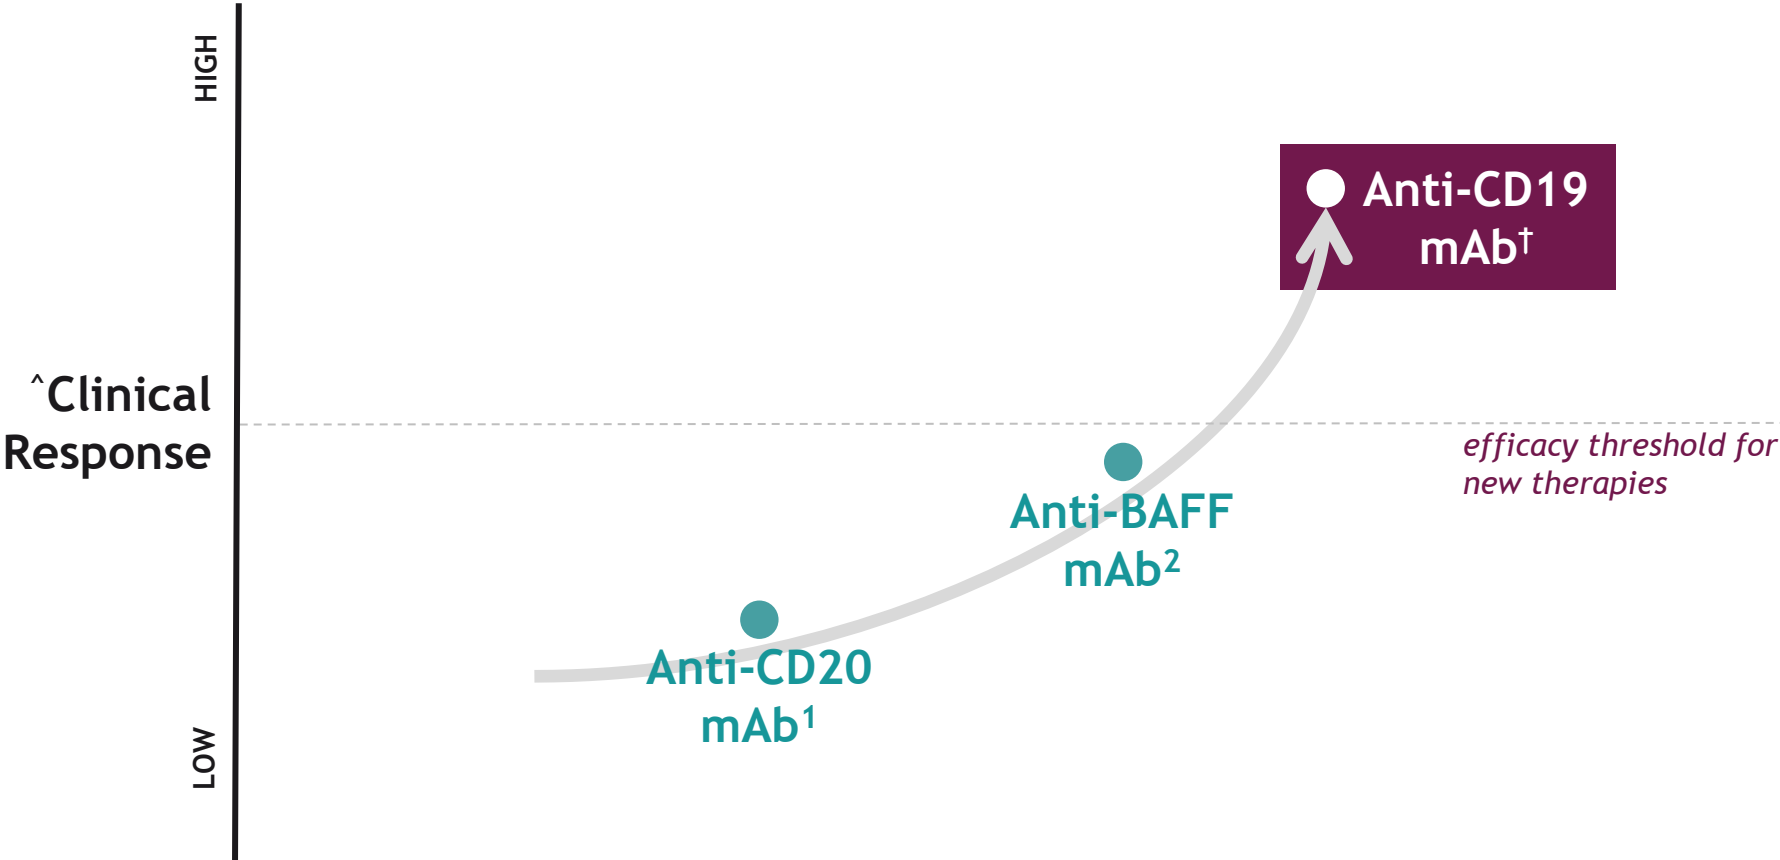 HIGH
Anti-CD19
mAb†
^Clinical
Response
efficacy threshold for
new therapies
Anti-BAFF
mAb²
Anti-CD20
mAb¹
LOW